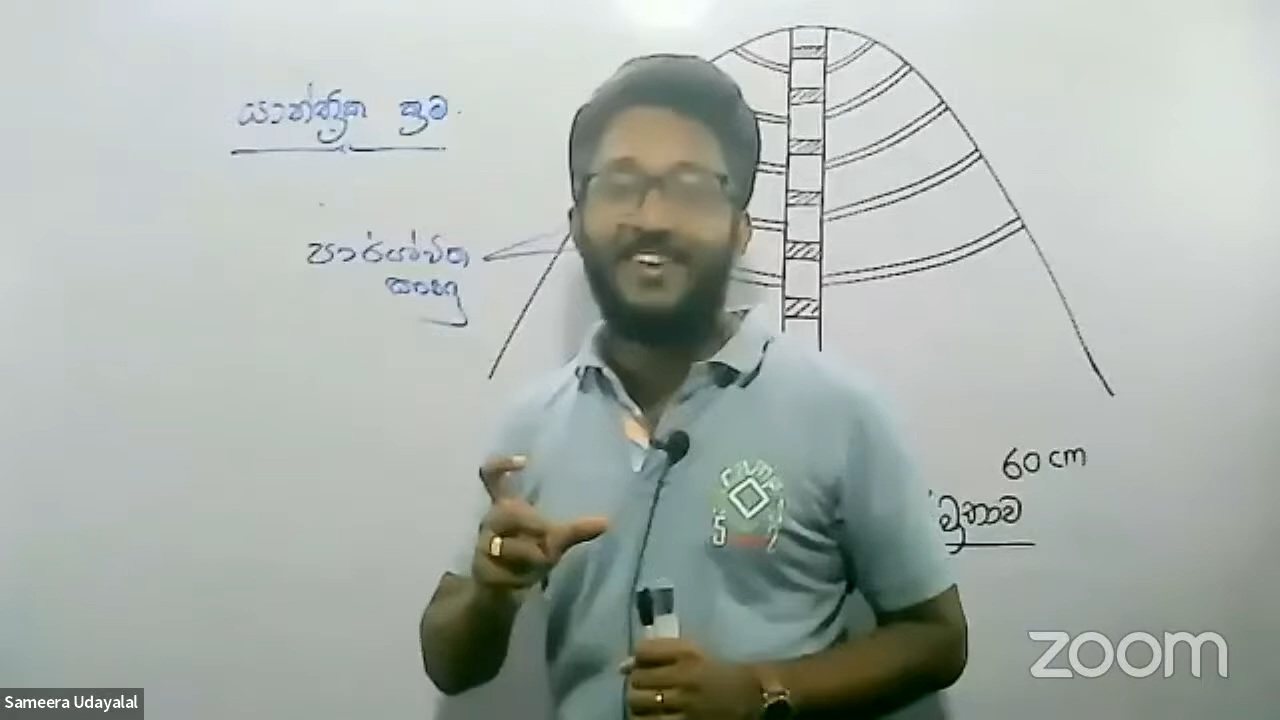 යාන්ත්‍රික ක්‍රම
පාර්ශ්වික
කාණු
60 cm
zoom
Sameera Udayalal